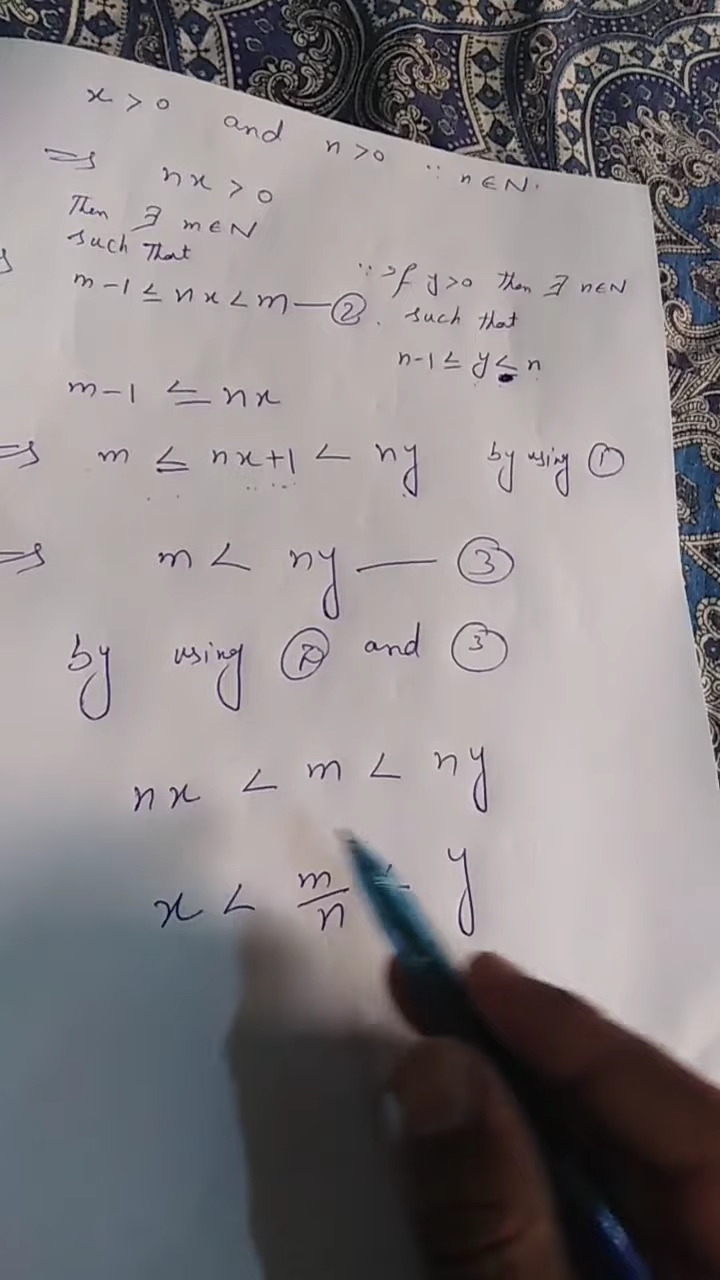 x > 0 and n > 0 ∵ n∈N.
⇒ nx > 0
Then ∃ m∈N
such That
m-1 ≤ nx < m — ②.
∵ If y>0 then ∃ n∈N
such that
n-1 ≤ y ≤ n
m-1 ≤ nx
⇒ m ≤ nx+1 < ny by using ①
⇒ m < ny — ③
by using ② and ③
nx < m < ny
x < m/n < y